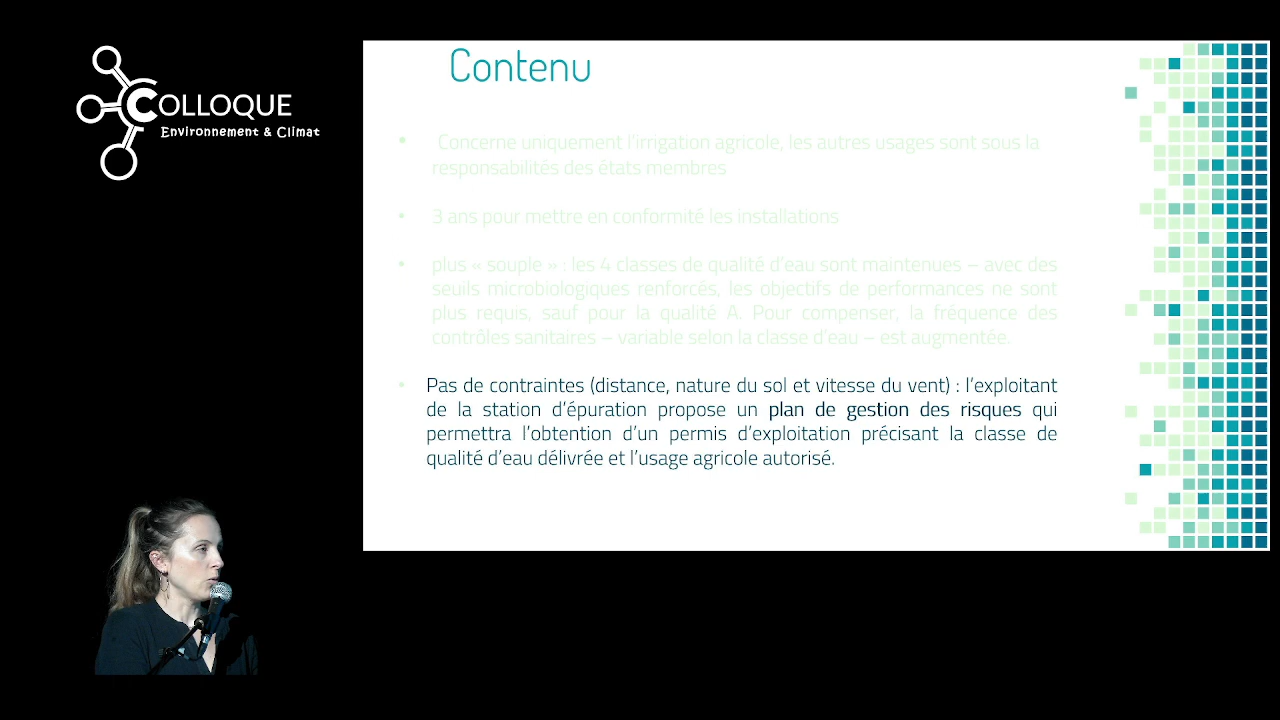 COLLOQUE
Environnement & Climat
Contenu
• Concerne uniquement l'irrigation agricole, les autres usages sont sous la
responsabilités des états membres
• 3 ans pour mettre en conformité les installations
• plus « souple » : les 4 classes de qualité d'eau sont maintenues – avec des
seuils microbiologiques renforcés, les objectifs de performances ne sont
plus requis, sauf pour la qualité A. Pour compenser, la fréquence des
contrôles sanitaires – variable selon la classe d'eau – est augmentée.
• Pas de contraintes (distance, nature du sol et vitesse du vent) : l'exploitant
de la station d'épuration propose un plan de gestion des risques qui
permettra l'obtention d'un permis d'exploitation précisant la classe de
qualité d'eau délivrée et l'usage agricole autorisé.